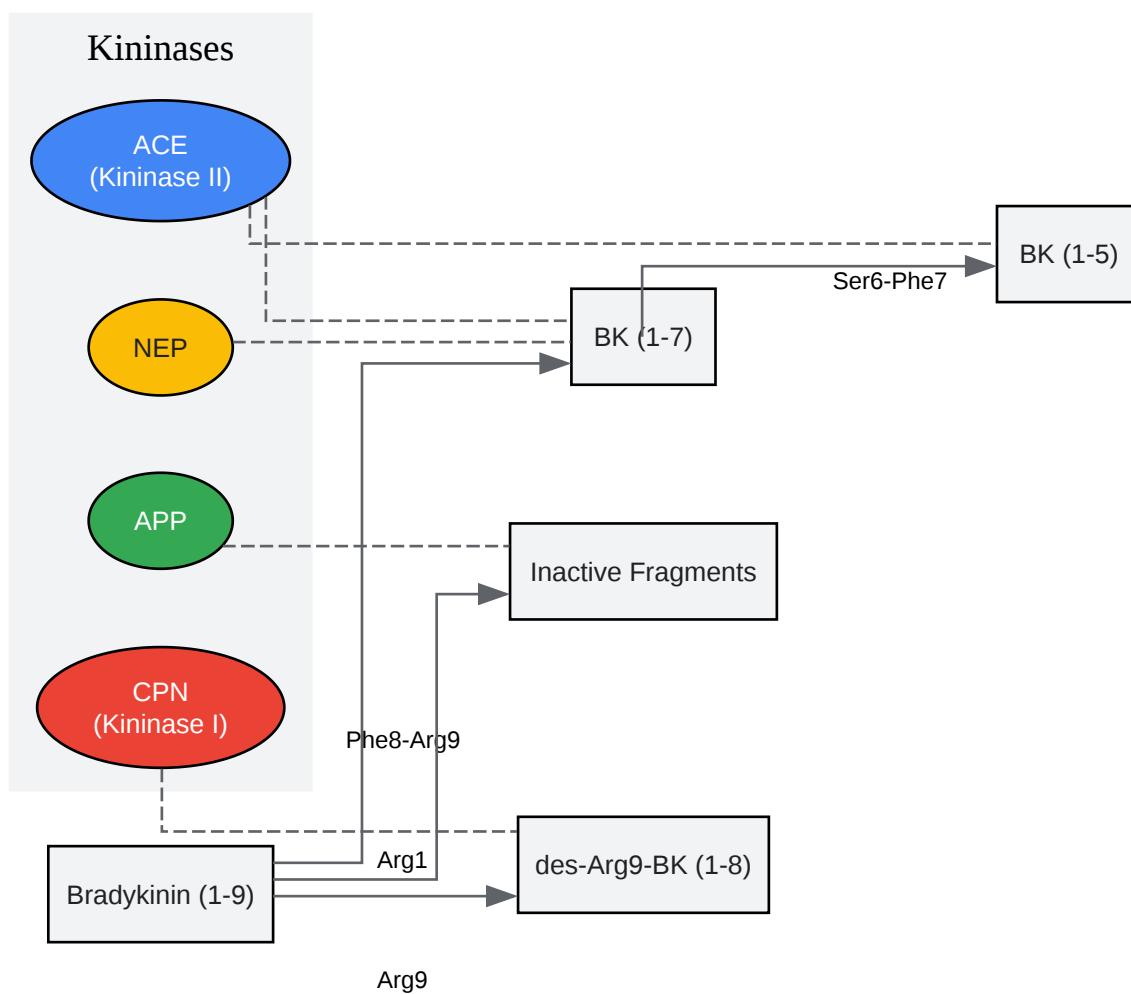 Kininases
ACE
(Kininase II)
BK (1-5)
Ser6-Phe7
NEP
BK (1-7)
APP
Inactive Fragments
CPN
(Kininase I)
Phe8-Arg9
Arg1
des-Arg9-BK (1-8)
Bradykinin (1-9)
Arg9